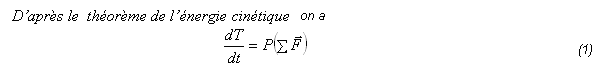 D'après le théorème de l'énergie cinétique on a
dT/dt = P(∑ F⃗) (1)